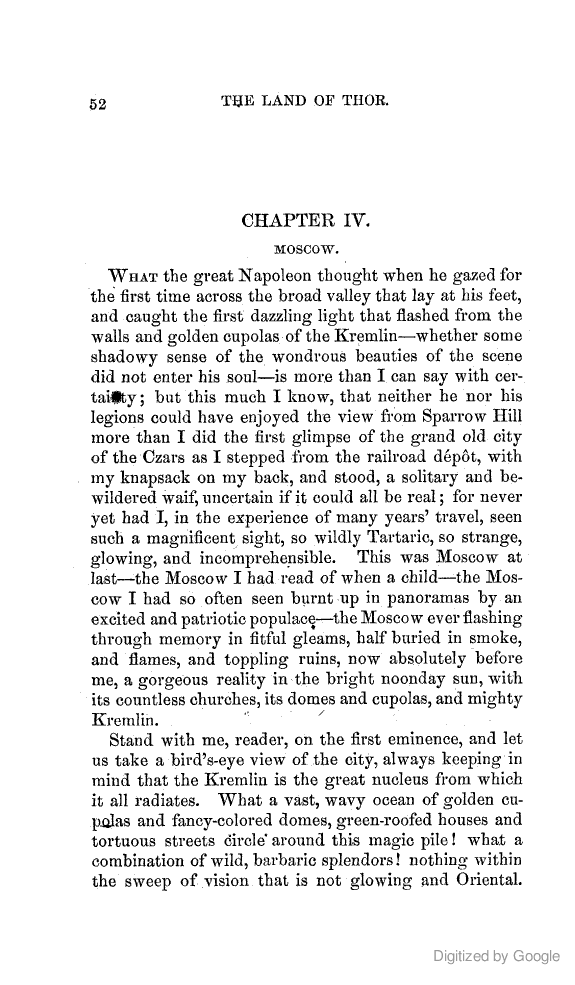 52
THE LAND OF THOR.
CHAPTER IV.
MOSCOW.
WHAT the great Napoleon thought when he gazed for
the first time across the broad valley that lay at his feet,
and caught the first dazzling light that flashed from the
walls and golden cupolas of the Kremlin—whether some
shadowy sense of the wondrous beauties of the scene
did not enter his soul—is more than I can say with cer-
tainty; but this much I know, that neither he nor his
legions could have enjoyed the view from Sparrow Hill
more than I did the first glimpse of the grand old city
of the Czars as I stepped from the railroad dépôt, with
my knapsack on my back, and stood, a solitary and be-
wildered waif, uncertain if it could all be real; for never
yet had I, in the experience of many years' travel, seen
such a magnificent sight, so wildly Tartaric, so strange,
glowing, and incomprehensible. This was Moscow at
last—the Moscow I had read of when a child—the Mos-
cow I had so often seen burnt up in panoramas by an
excited and patriotic populace—the Moscow ever flashing
through memory in fitful gleams, half buried in smoke,
and flames, and toppling ruins, now absolutely before
me, a gorgeous reality in the bright noonday sun, with
its countless churches, its domes and cupolas, and mighty
Kremlin.
Stand with me, reader, on the first eminence, and let
us take a bird's-eye view of the city, always keeping in
mind that the Kremlin is the great nucleus from which
it all radiates. What a vast, wavy ocean of golden cu-
polas and fancy-colored domes, green-roofed houses and
tortuous streets circle around this magic pile! what a
combination of wild, barbaric splendors! nothing within
the sweep of vision that is not glowing and Oriental.
Digitized by Google